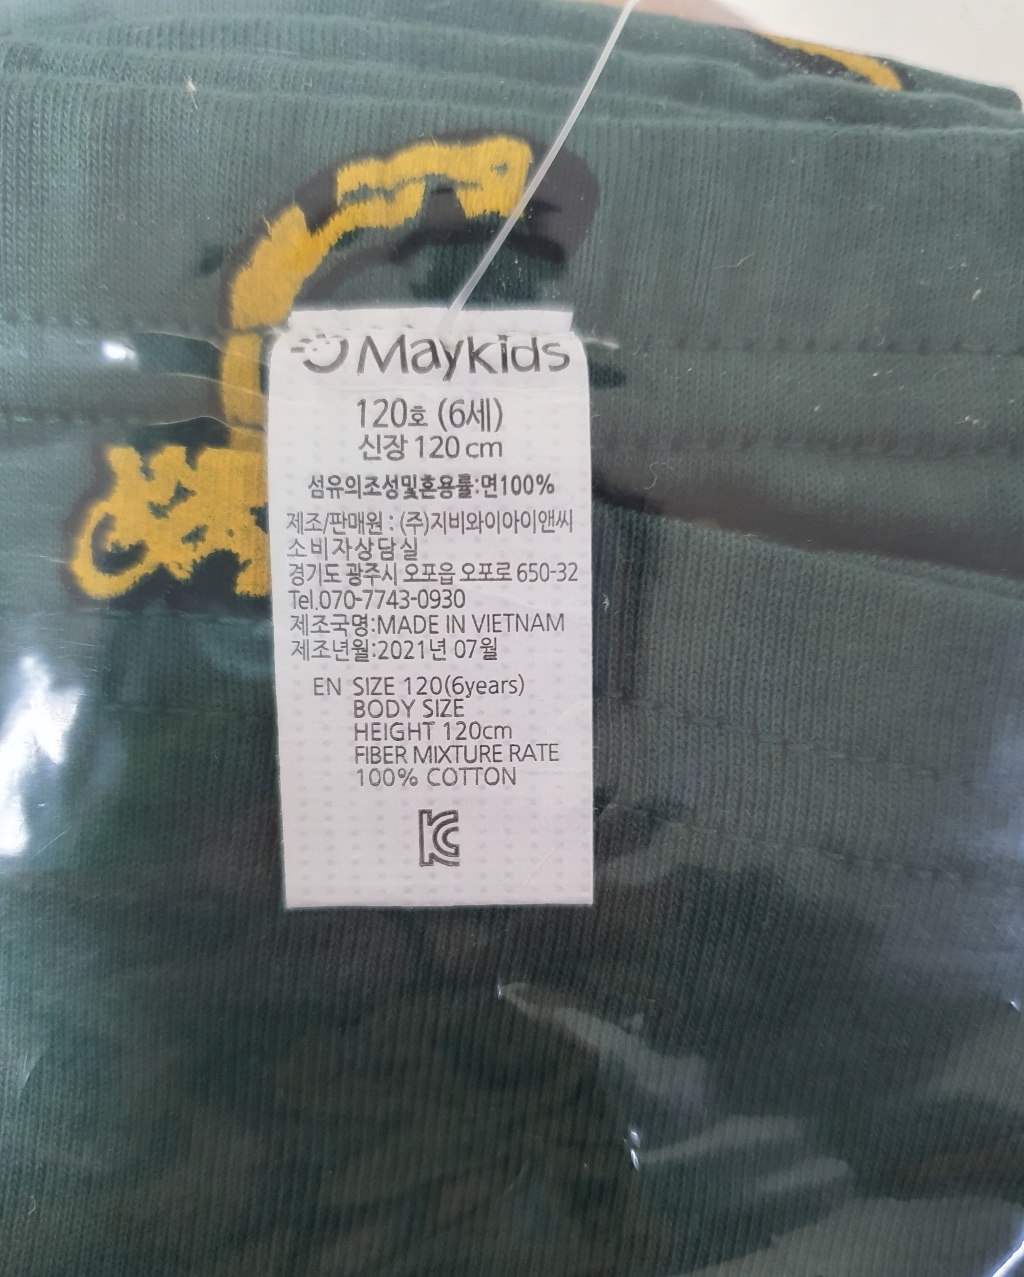 Maykids
120호 (6세)
신장 120 cm
섬유의조성및혼용률:면100%
제조/판매원 : (주)지비와이아이앤씨
소비자상담실
경기도 광주시 오포읍 오포로 650-32
Tel.070-7743-0930
제조국명:MADE IN VIETNAM
제조년월:2021년 07월
EN SIZE 120(6years)
BODY SIZE
HEIGHT 120cm
FIBER MIXTURE RATE
100% COTTON
KC